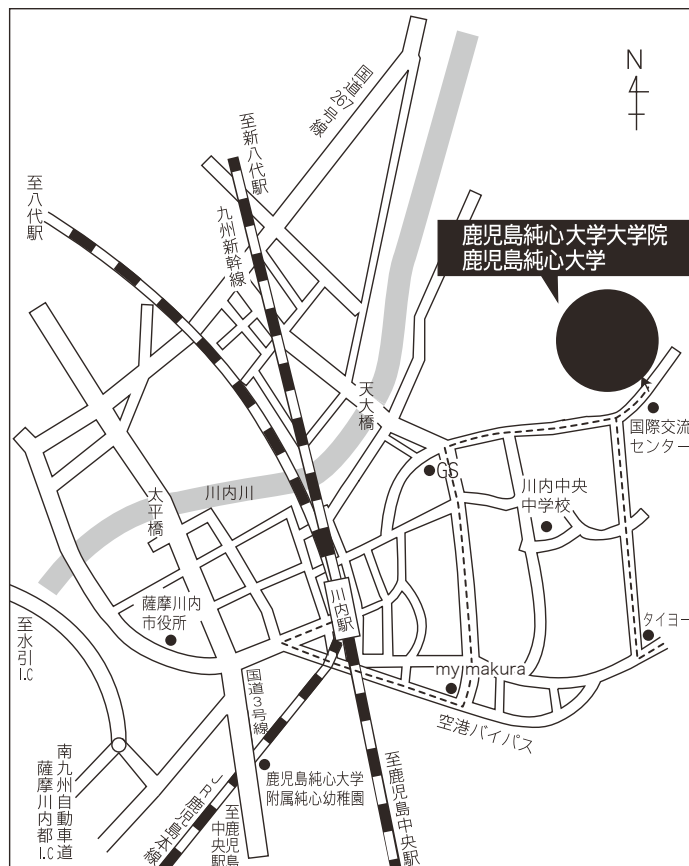 N
国道267号線
至新八代駅
九州新幹線
至八代駅
鹿児島純心大学大学院
鹿児島純心大学
天大橋
国際交流
センター
GS
川内中央
中学校
川内川
太平橋
川内駅
薩摩川内
市役所
タイヨー
至水引I.C
my makura
国道3号線
空港バイパス
鹿児島純心大学
附属純心幼稚園
南九州自動車道
薩摩川内都I.C
JR鹿児島本線
至鹿児島
中央駅
至鹿児島中央駅